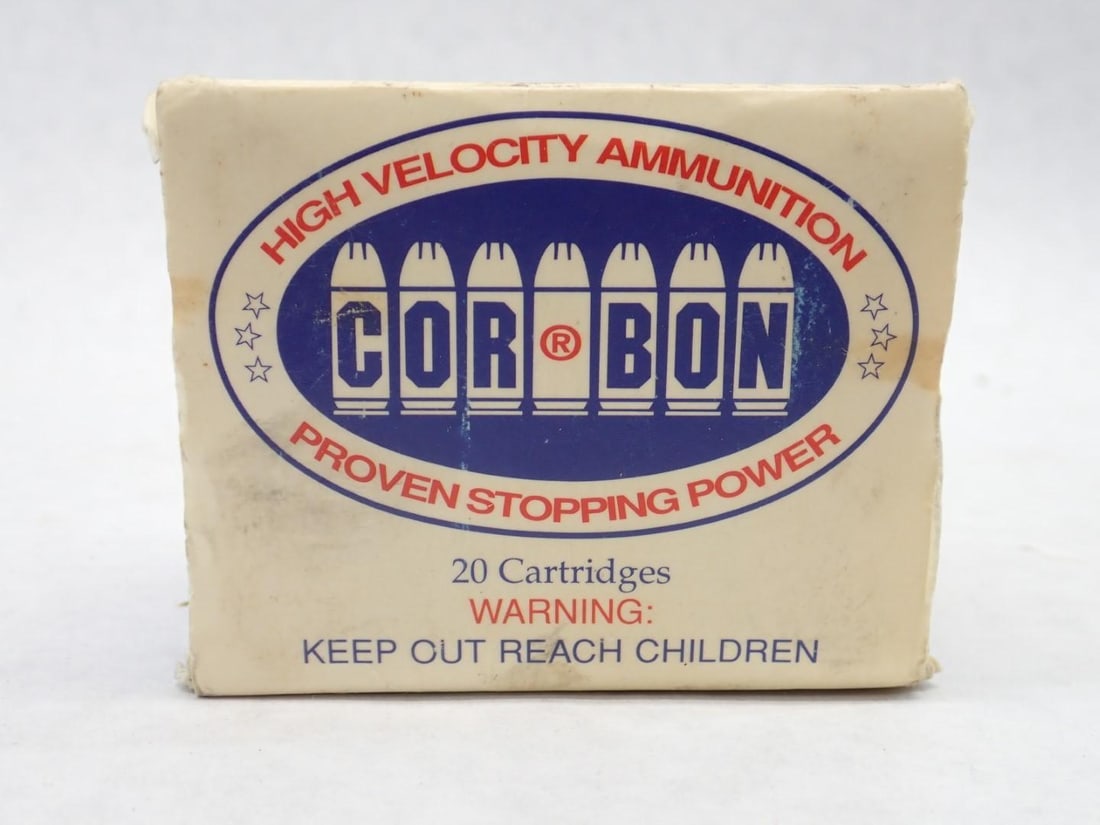 HIGH VELOCITY AMMUNITION
COR®BON
PROVEN STOPPING POWER
20 Cartridges
WARNING:
KEEP OUT REACH CHILDREN